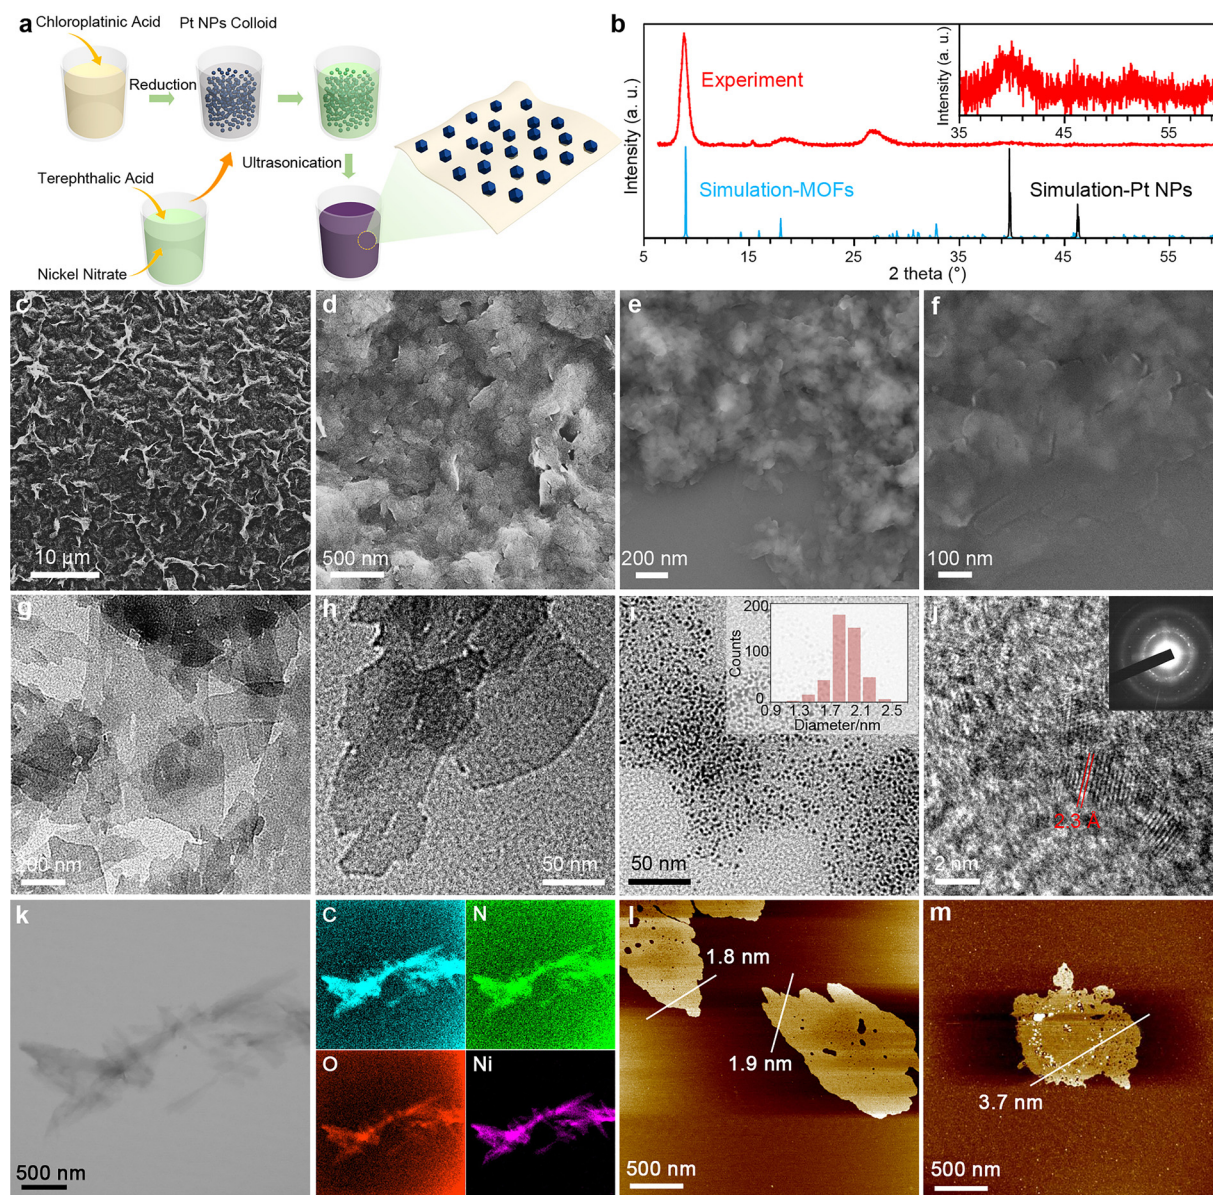 a
Chloroplatinic Acid
Pt NPs Colloid
Reduction
Ultrasonication
Terephthalic Acid
Nickel Nitrate
b
Intensity (a. u.)
Experiment
Simulation-MOFs
Simulation-Pt NPs
5 15 25 35 45 55
2 theta (°)
Intensity (a. u.)
35 45 55
c
10 μm
d
500 nm
e
200 nm
f
100 nm
g
200 nm
h
50 nm
i
50 nm
Counts
200
100
0
0.9 1.3 1.7 2.1 2.5
Diameter/nm
j
2.3 Å
2 nm
k
500 nm
C
N
O
Ni
l
1.8 nm
1.9 nm
500 nm
m
3.7 nm
500 nm